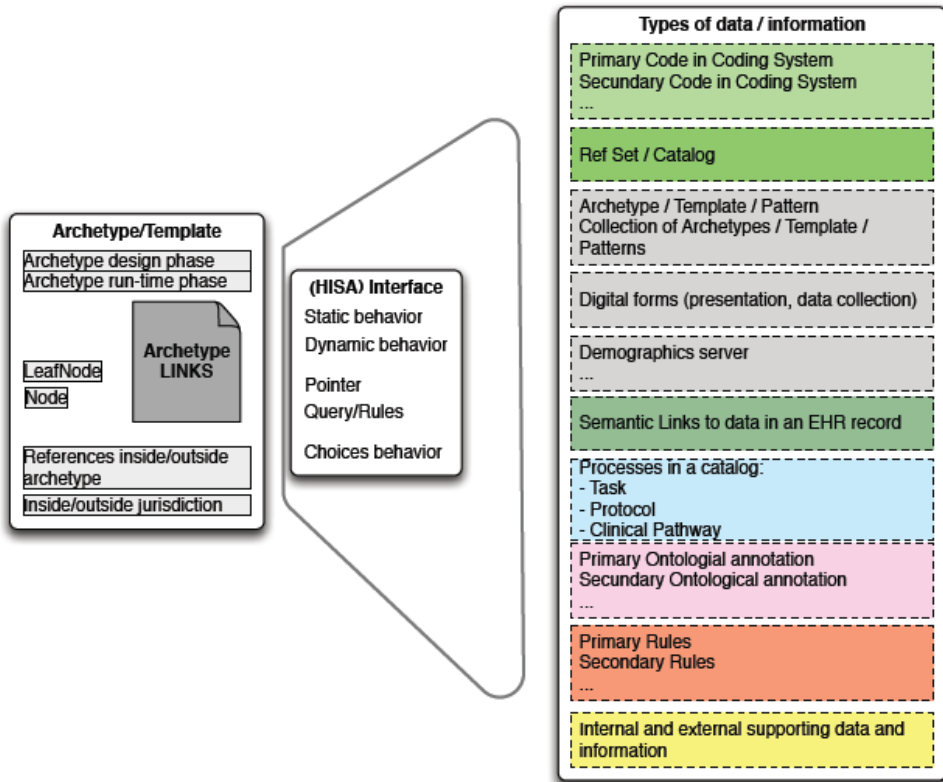 Archetype/Template
Archetype design phase
Archetype run-time phase
Archetype
LINKS
LeafNode
Node
References inside/outside
archetype
Inside/outside jurisdiction
(HISA) Interface
Static behavior
Dynamic behavior
Pointer
Query/Rules
Choices behavior
Types of data / information
Primary Code in Coding System
Secundary Code in Coding System
...
Ref Set / Catalog
Archetype / Template / Pattern
Collection of Archetypes / Template /
Patterns
Digital forms (presentation, data collection)
Demographics server
...
Semantic Links to data in an EHR record
Processes in a catalog:
- Task
- Protocol
- Clinical Pathway
Primary Ontologial annotation
Secundary Ontological annotation
...
Primary Rules
Secondary Rules
...
Internal and external supporting data and
information